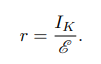 r = \frac{I_K}{\mathscr{E}}.